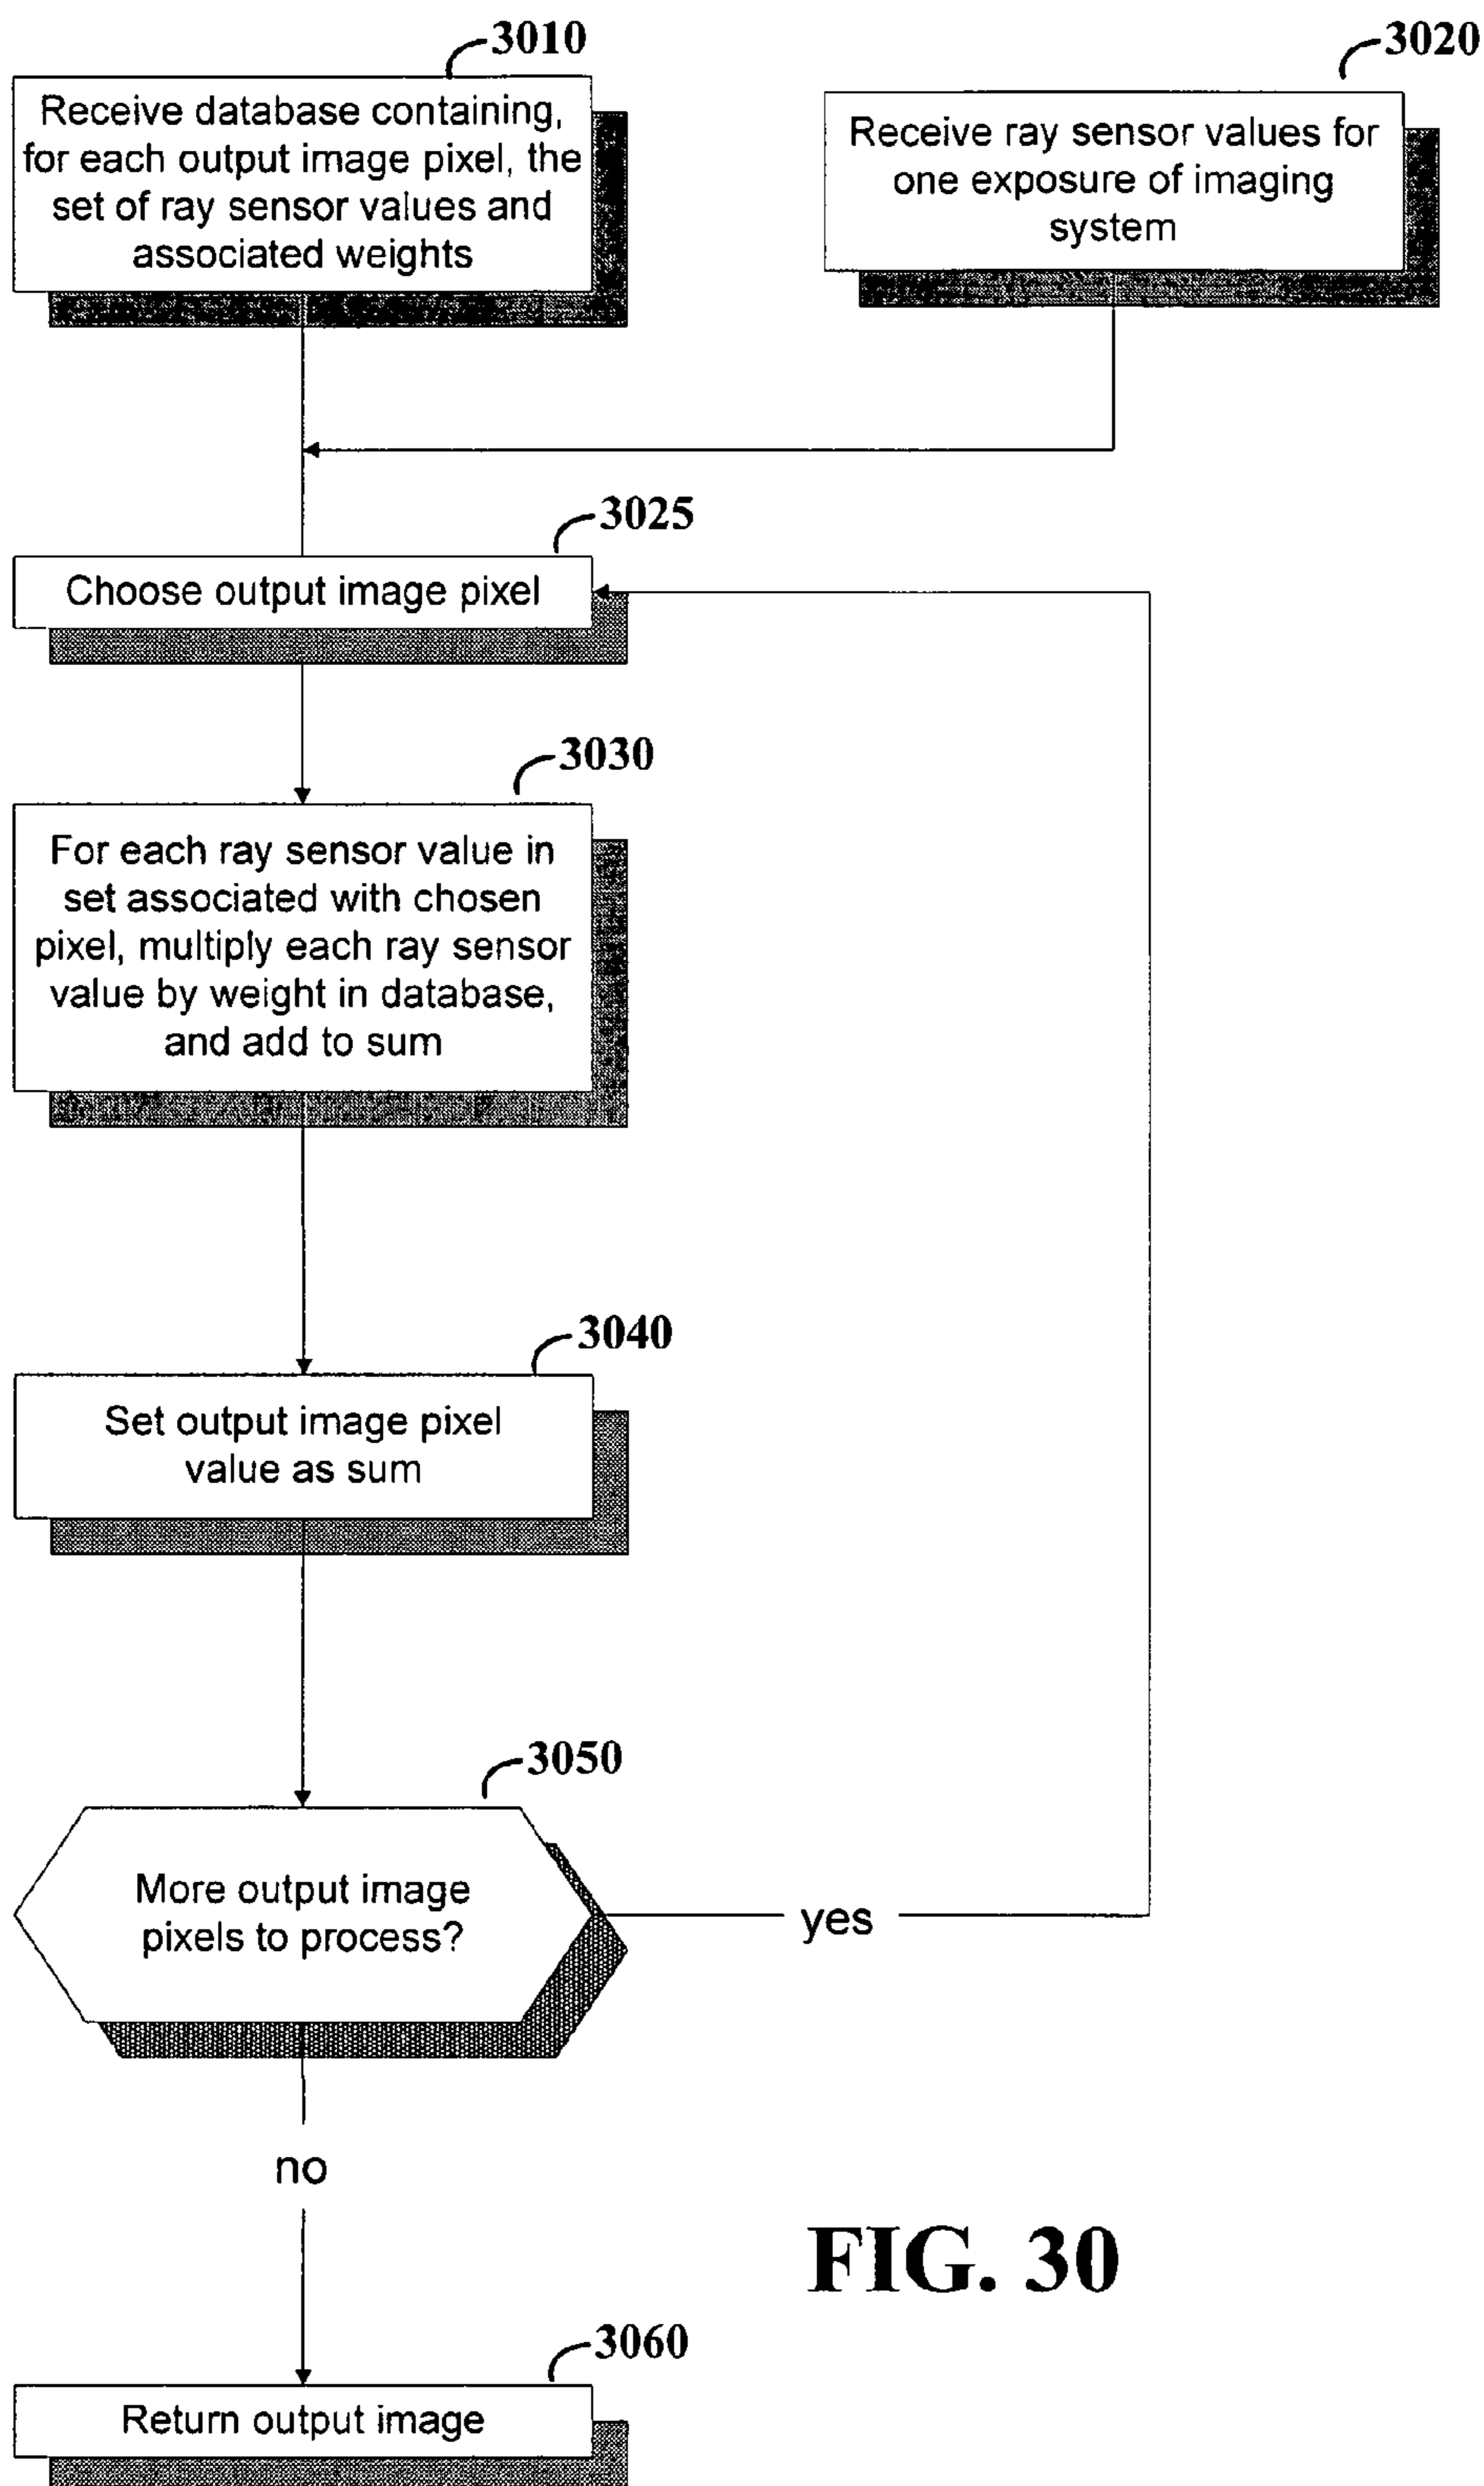 3010
Receive database containing,
for each output image pixel, the
set of ray sensor values and
associated weights
3020
Receive ray sensor values for
one exposure of imaging
system
3025
Choose output image pixel
3030
For each ray sensor value in
set associated with chosen
pixel, multiply each ray sensor
value by weight in database,
and add to sum
3040
Set output image pixel
value as sum
3050
More output image
pixels to process?
yes
no
FIG. 30
3060
Return output image